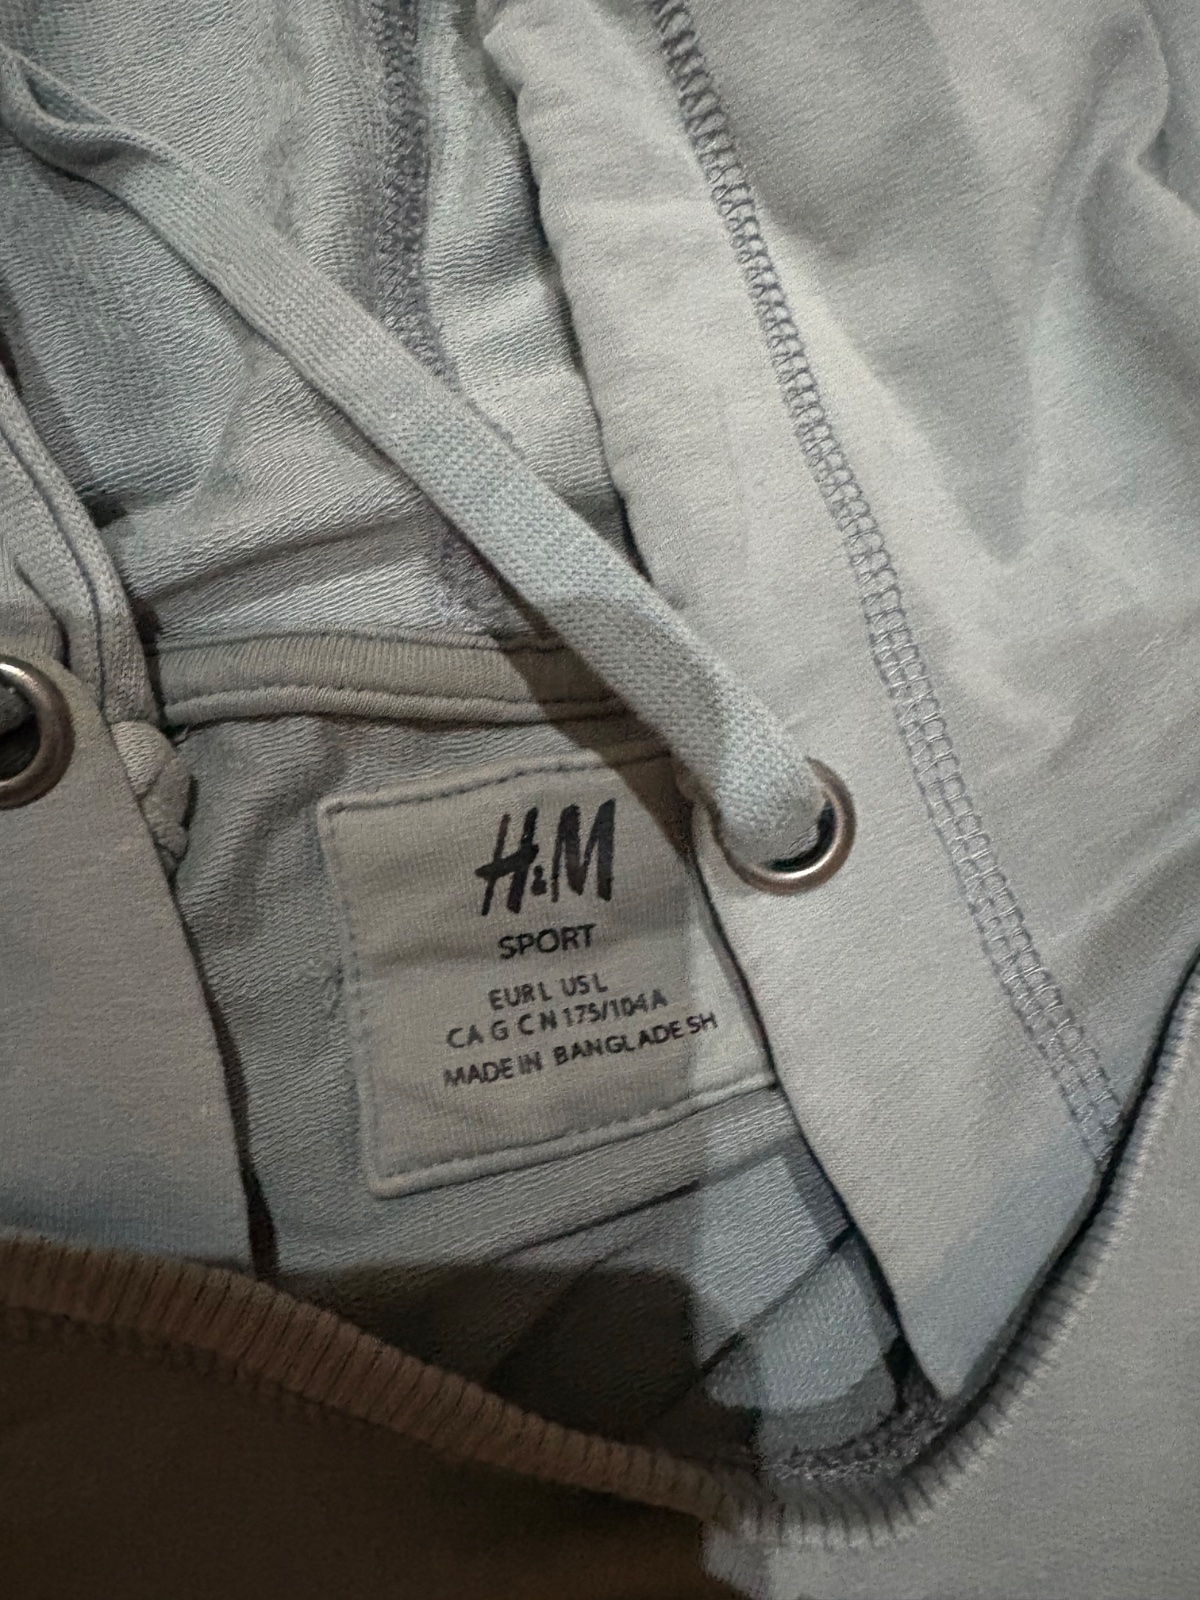 H&M
SPORT
EUR L US L
CA G CN 175/104A
MADE IN BANGLADESH